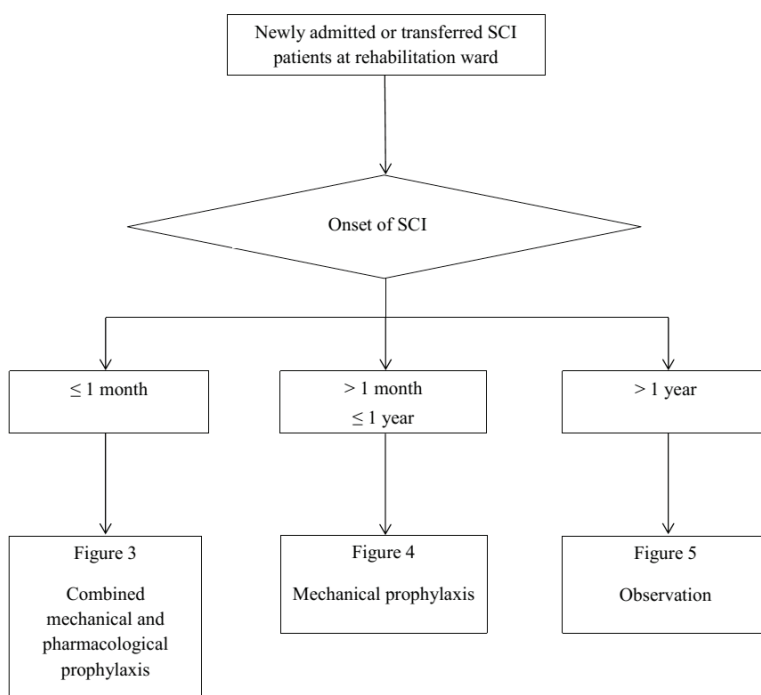 Newly admitted or transferred SCI
patients at rehabilitation ward
Onset of SCI
≤ 1 month
> 1 month
≤ 1 year
> 1 year
Figure 3
Combined
mechanical and
pharmacological
prophylaxis
Figure 4
Mechanical prophylaxis
Figure 5
Observation